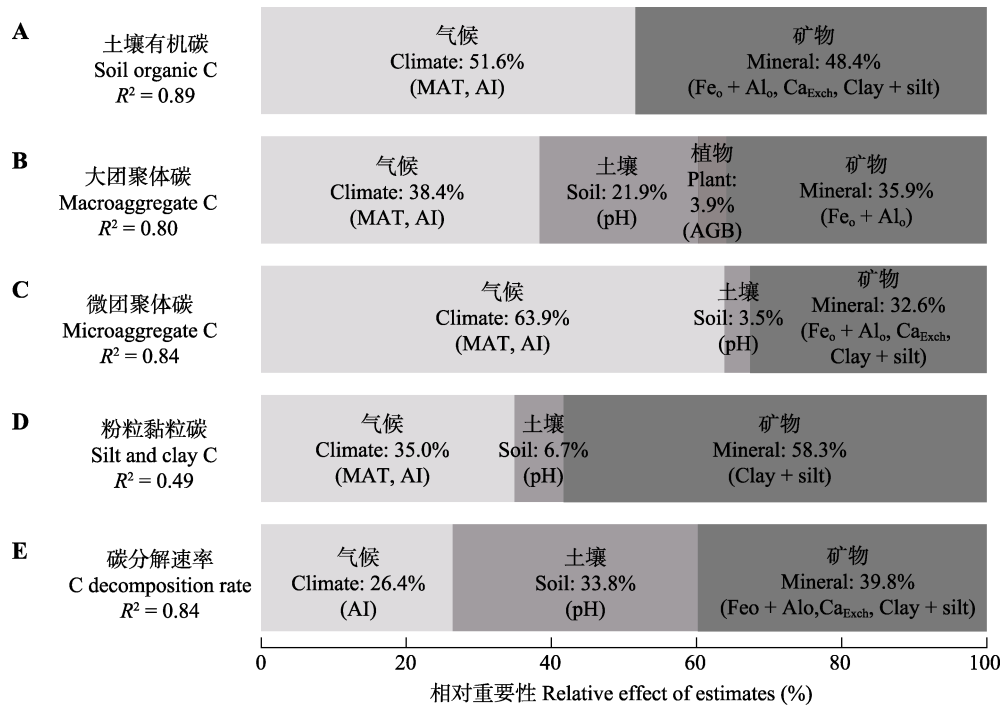 A
土壤有机碳
Soil organic C
R² = 0.89
气候
Climate: 51.6%
(MAT, AI)
矿物
Mineral: 48.4%
(Feₒ + Alₒ, Ca_Exch, Clay + silt)
B
大团聚体碳
Macroaggregate C
R² = 0.80
气候
Climate: 38.4%
(MAT, AI)
土壤
Soil: 21.9%
(pH)
植物
Plant:
3.9%
(AGB)
矿物
Mineral: 35.9%
(Feₒ + Alₒ)
C
微团聚体碳
Microaggregate C
R² = 0.84
气候
Climate: 63.9%
(MAT, AI)
土壤
Soil: 3.5%
(pH)
矿物
Mineral: 32.6%
(Feₒ + Alₒ, Ca_Exch,
Clay + silt)
D
粉粒黏粒碳
Silt and clay C
R² = 0.49
气候
Climate: 35.0%
(MAT, AI)
土壤
Soil: 6.7%
(pH)
矿物
Mineral: 58.3%
(Clay + silt)
E
碳分解速率
C decomposition rate
R² = 0.84
气候
Climate: 26.4%
(AI)
土壤
Soil: 33.8%
(pH)
矿物
Mineral: 39.8%
(Feo + Alo,Ca_Exch, Clay + silt)
0 20 40 60 80 100
相对重要性 Relative effect of estimates (%)